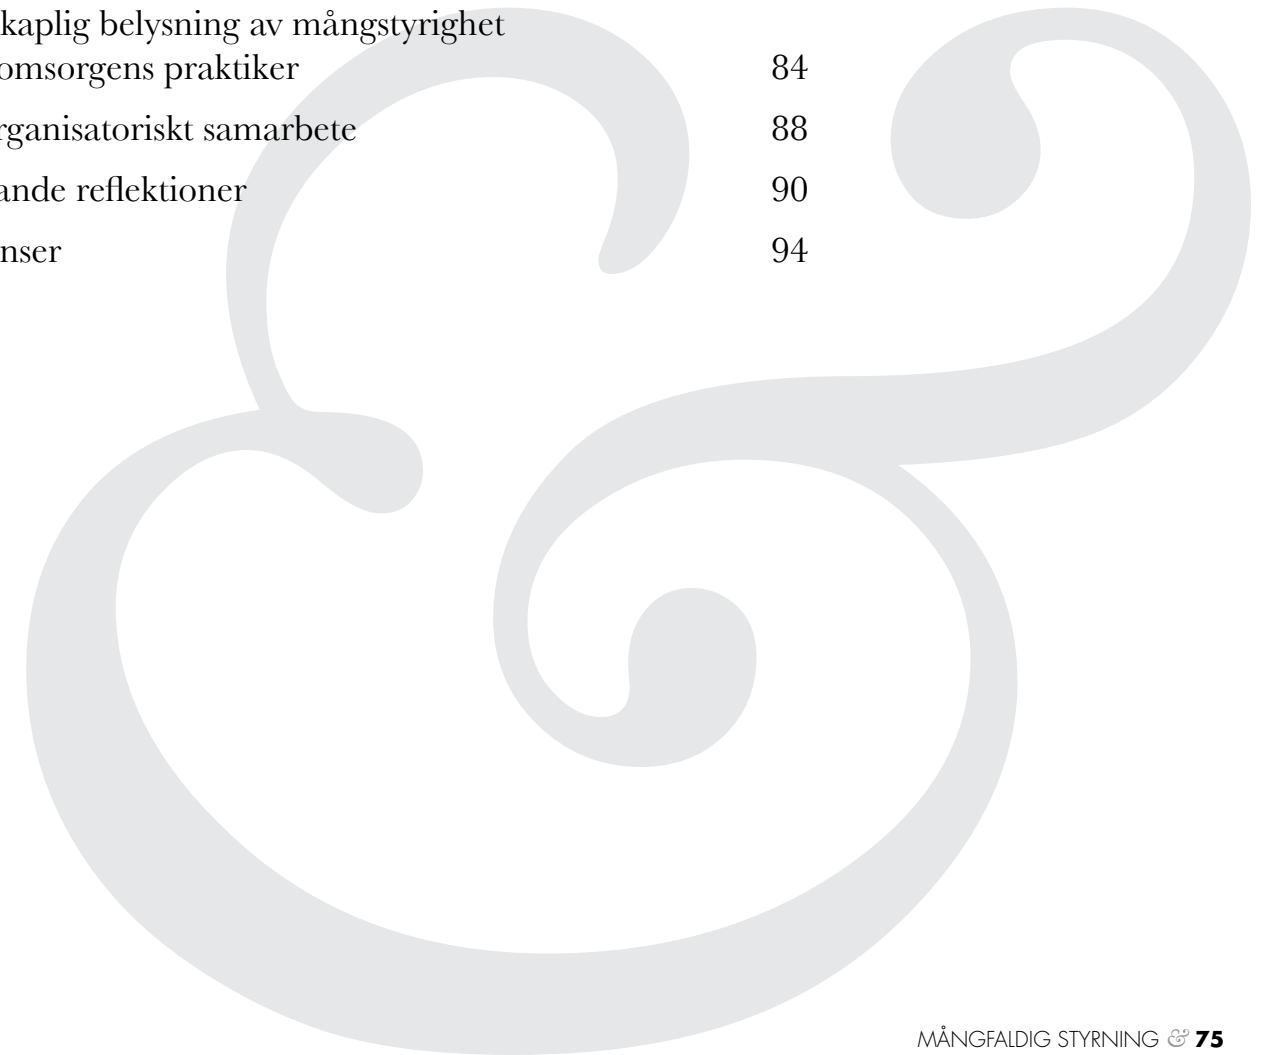 kaplig belysning av mångstyrighet
omsorgens praktiker 84
rganisatoriskt samarbete 88
ande reflektioner 90
nser 94
MÅNGFALDIG STYRNING & 75